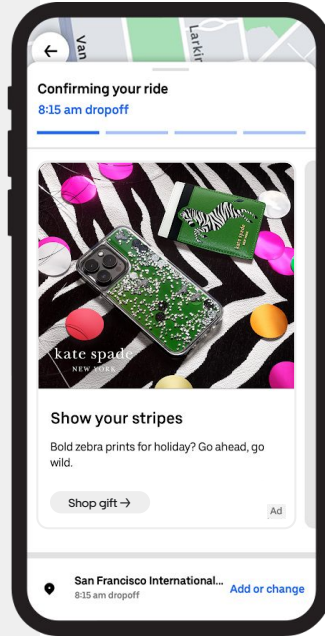 Van
Larkin
Confirming your ride
8:15 am dropoff
kate spade
kate spade
NEW YORK
Show your stripes
Bold zebra prints for holiday? Go ahead, go
wild.
Shop gift →
Ad
San Francisco International...
Add or change
8:15 am dropoff